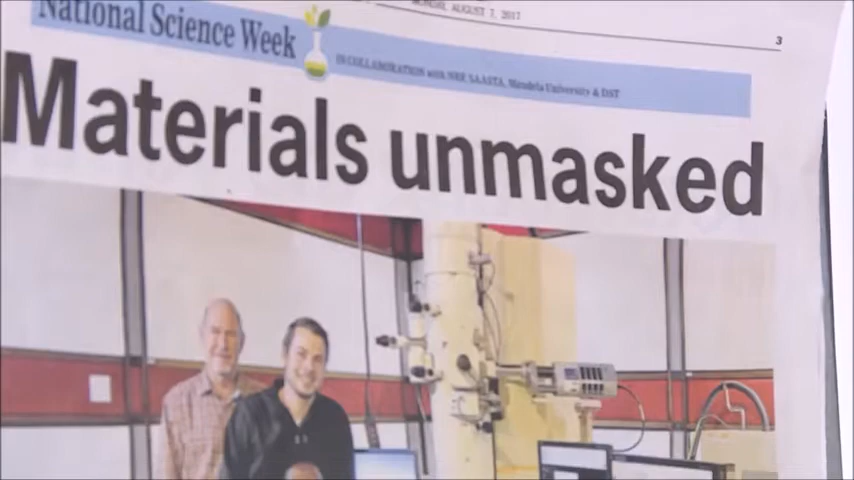 AUGUST 7, 2017
3
National Science Week
IN COLLABORATION with NRF SAASTA, Mandela University & DST
Materials unmasked